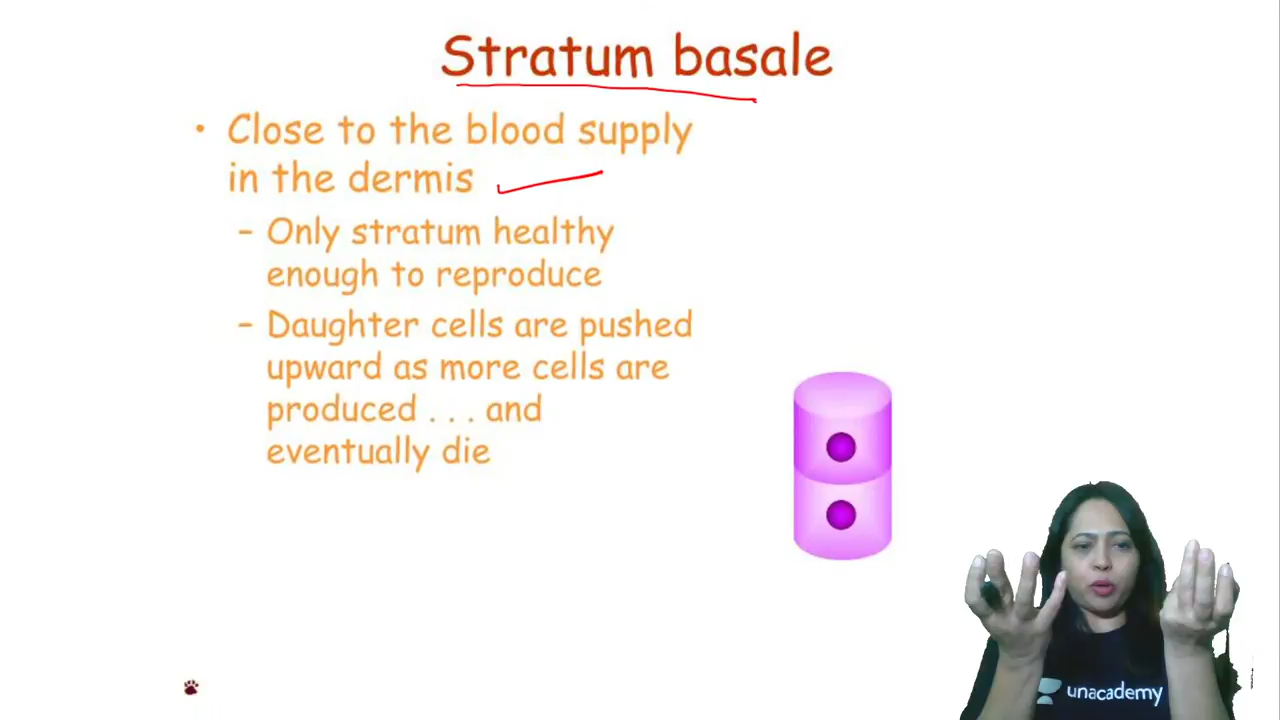 Stratum basale
• Close to the blood supply
in the dermis
– Only stratum healthy
enough to reproduce
– Daughter cells are pushed
upward as more cells are
produced . . . and
eventually die
unacademy